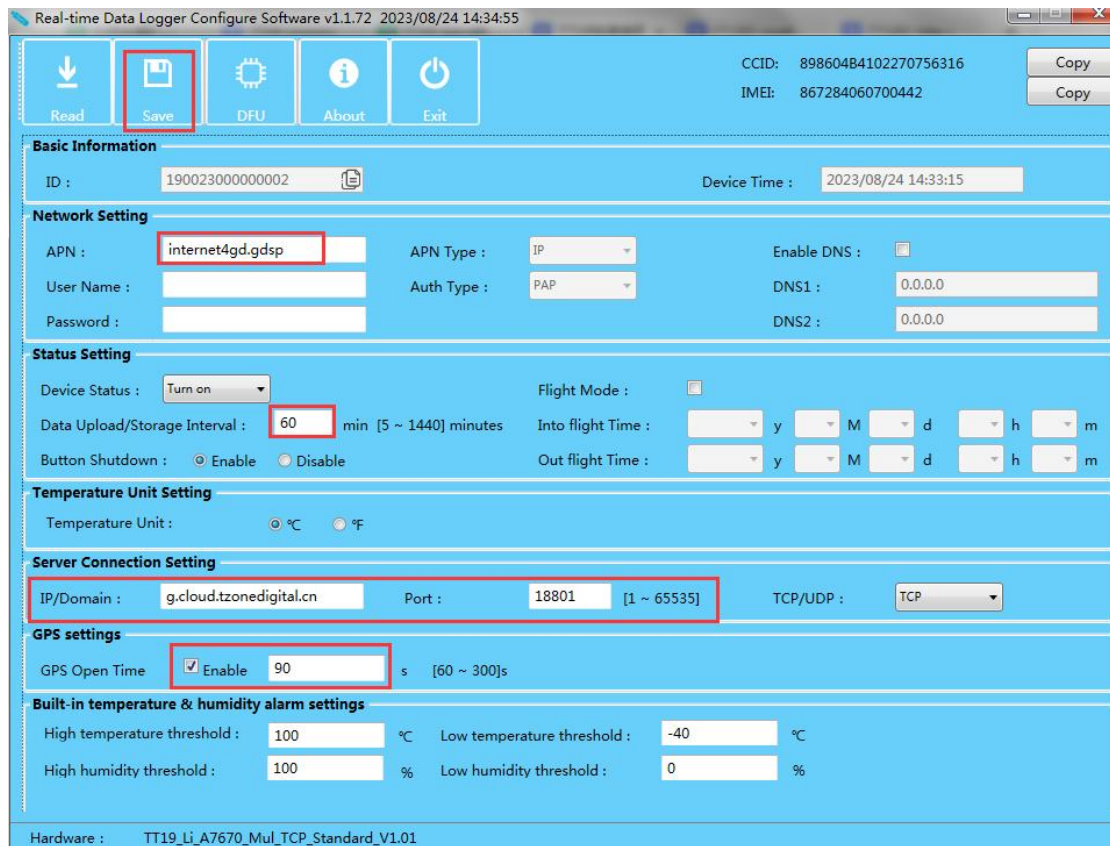 Real-time Data Logger Configure Software v1.1.72 2023/08/24 14:34:55
Read Save DFU About Exit
CCID: 898604B4102270756316 Copy
IMEI: 867284060700442 Copy
Basic Information
ID : 190023000000002 Device Time : 2023/08/24 14:33:15
Network Setting
APN : internet4gd.gdsp APN Type : IP Enable DNS :
User Name : Auth Type : PAP DNS1 : 0.0.0.0
Password : DNS2 : 0.0.0.0
Status Setting
Device Status : Turn on Flight Mode :
Data Upload/Storage Interval : 60 min [5 ~ 1440] minutes Into flight Time : y M d h m
Button Shutdown : Enable Disable Out flight Time : y M d h m
Temperature Unit Setting
Temperature Unit : ℃ ℉
Server Connection Setting
IP/Domain : g.cloud.tzonedigital.cn Port : 18801 [1 ~ 65535] TCP/UDP : TCP
GPS settings
GPS Open Time Enable 90 s [60 ~ 300]s
Built-in temperature & humidity alarm settings
High temperature threshold : 100 ℃ Low temperature threshold : -40 ℃
High humidity threshold : 100 % Low humidity threshold : 0 %
Hardware : TT19_Li_A7670_Mul_TCP_Standard_V1.01